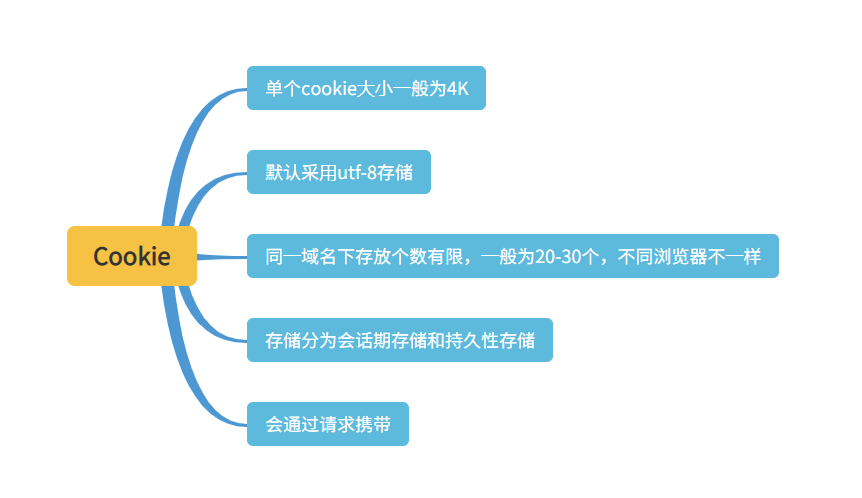 单个cookie大小一般为4K
默认采用utf-8存储
Cookie
同一域名下存放个数有限，一般为20-30个，不同浏览器不一样
存储分为会话期存储和持久性存储
会通过请求携带